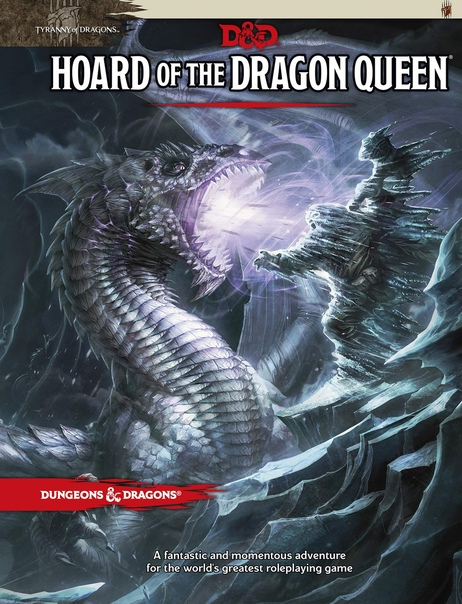 TYRANNY OF DRAGONS™
D&D
HOARD OF THE DRAGON QUEEN®
DUNGEONS & DRAGONS®
A fantastic and momentous adventure
for the world's greatest roleplaying game